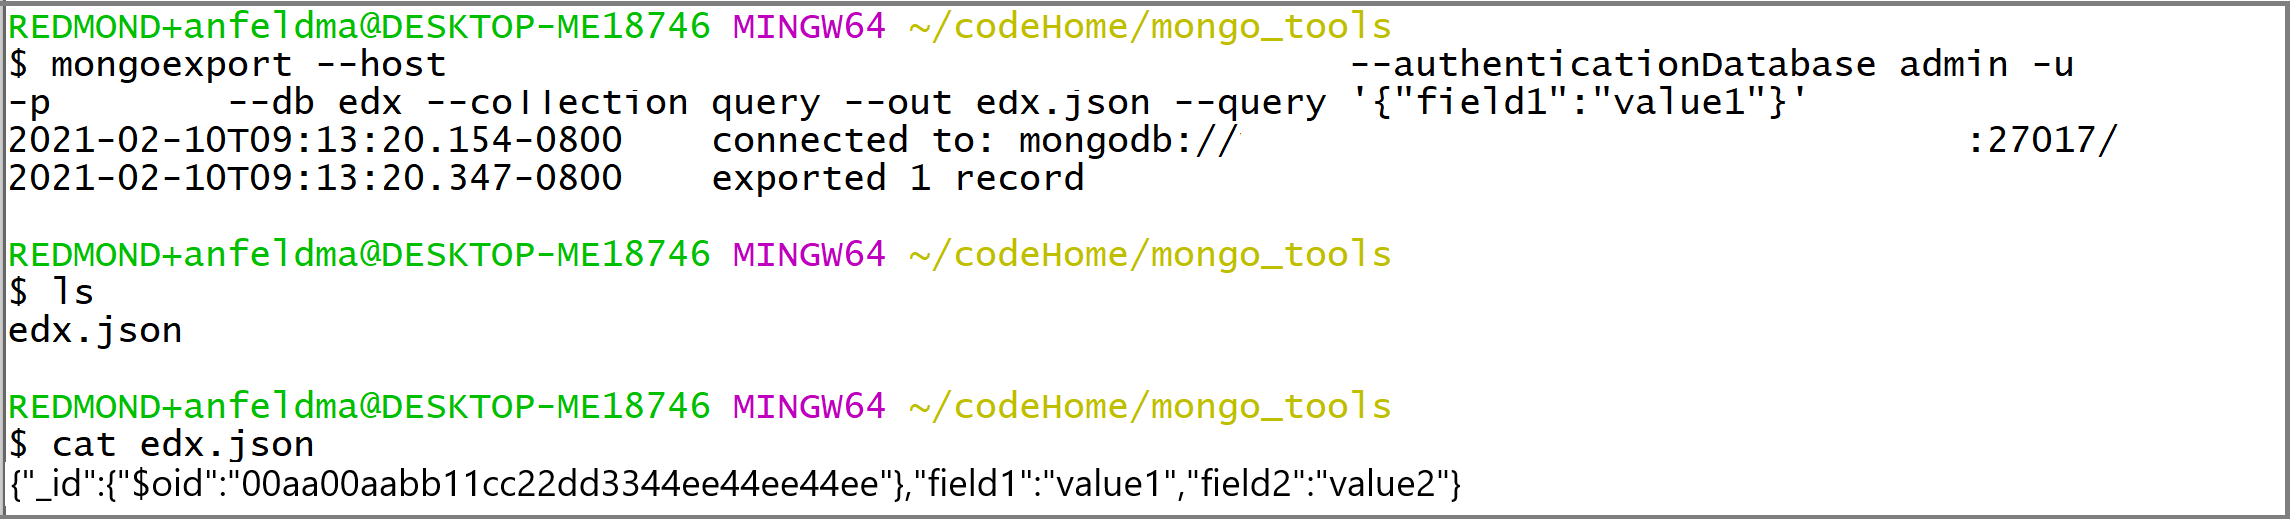 REDMOND+anfeldma@DESKTOP-ME18746 MINGW64 ~/codeHome/mongo_tools
$ mongoexport --host --authenticationDatabase admin -u
-p --db edx --collection query --out edx.json --query '{"field1":"value1"}'
2021-02-10T09:13:20.154-0800 connected to: mongodb:// :27017/
2021-02-10T09:13:20.347-0800 exported 1 record
REDMOND+anfeldma@DESKTOP-ME18746 MINGW64 ~/codeHome/mongo_tools
$ ls
edx.json
REDMOND+anfeldma@DESKTOP-ME18746 MINGW64 ~/codeHome/mongo_tools
$ cat edx.json
{"_id":{"$oid":"00aa00aabb11cc22dd3344ee44ee44ee"},"field1":"value1","field2":"value2"}